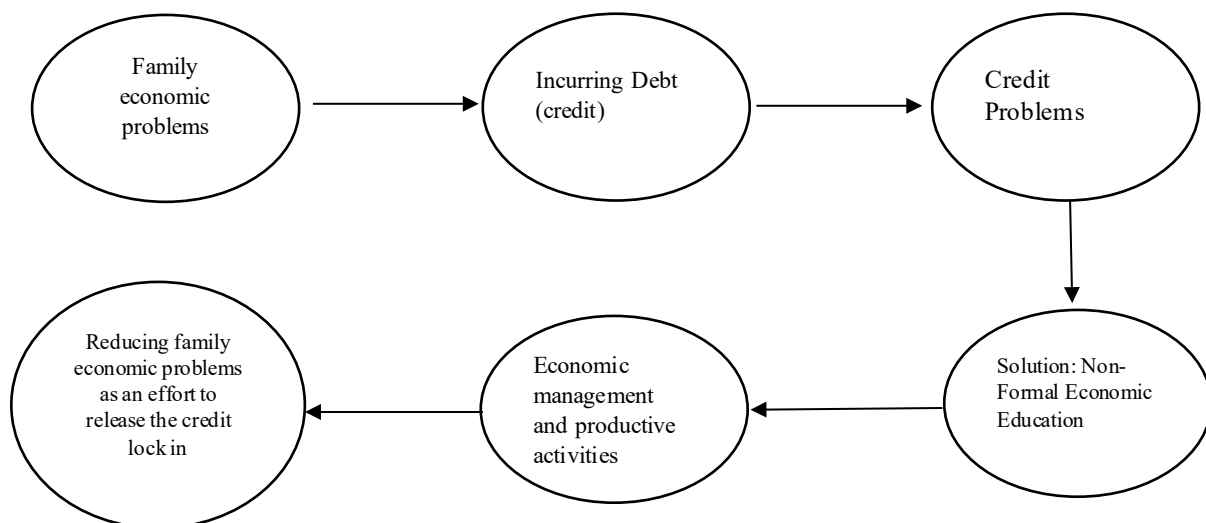 Family
economic
problems
Incurring Debt
(credit)
Credit
Problems
Solution: Non-
Formal Economic
Education
Economic
management
and productive
activities
Reducing family
economic problems
as an effort to
release the credit
lock in